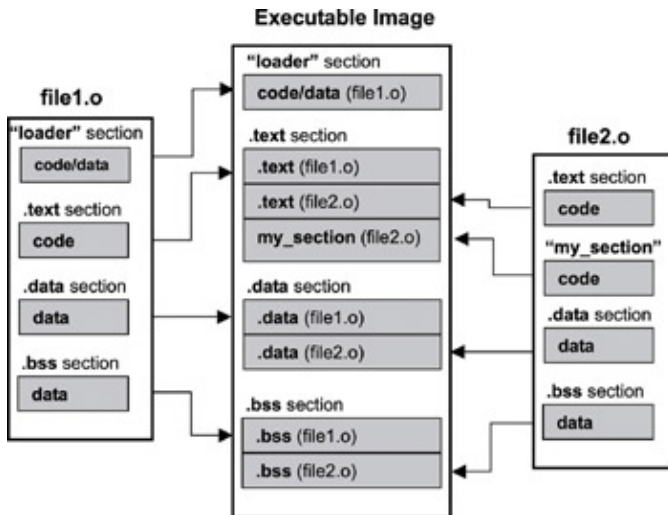 Executable Image
file1.o
"loader" section
code/data
.text section
code
.data section
data
.bss section
data
"loader" section
code/data (file1.o)
.text section
.text (file1.o)
.text (file2.o)
my_section (file2.o)
.data section
.data (file1.o)
.data (file2.o)
.bss section
.bss (file1.o)
.bss (file2.o)
file2.o
.text section
code
"my_section"
code
.data section
data
.bss section
data